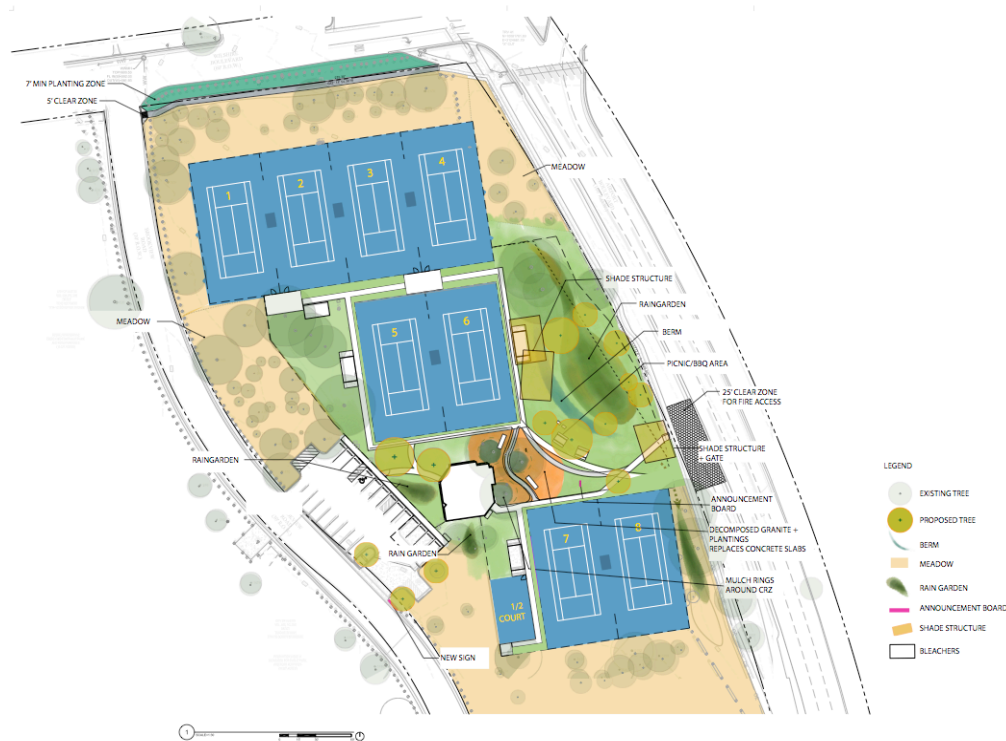 7' MIN PLANTING ZONE
5' CLEAR ZONE
MEADOW
1
2
3
4
SHADE STRUCTURE
RAINGARDEN
BERM
PICNIC/BBQ AREA
MEADOW
5
6
25' CLEAR ZONE
FOR FIRE ACCESS
SHADE STRUCTURE
+ GATE
RAINGARDEN
ANNOUNCEMENT
BOARD
DECOMPOSED GRANITE +
PLANTINGS
REPLACES CONCRETE SLABS
7
8
RAIN GARDEN
MULCH RINGS
AROUND CRZ
1/2
COURT
NEW SIGN
LEGEND
EXISTING TREE
PROPOSED TREE
BERM
MEADOW
RAIN GARDEN
ANNOUNCEMENT BOARD
SHADE STRUCTURE
BLEACHERS
1